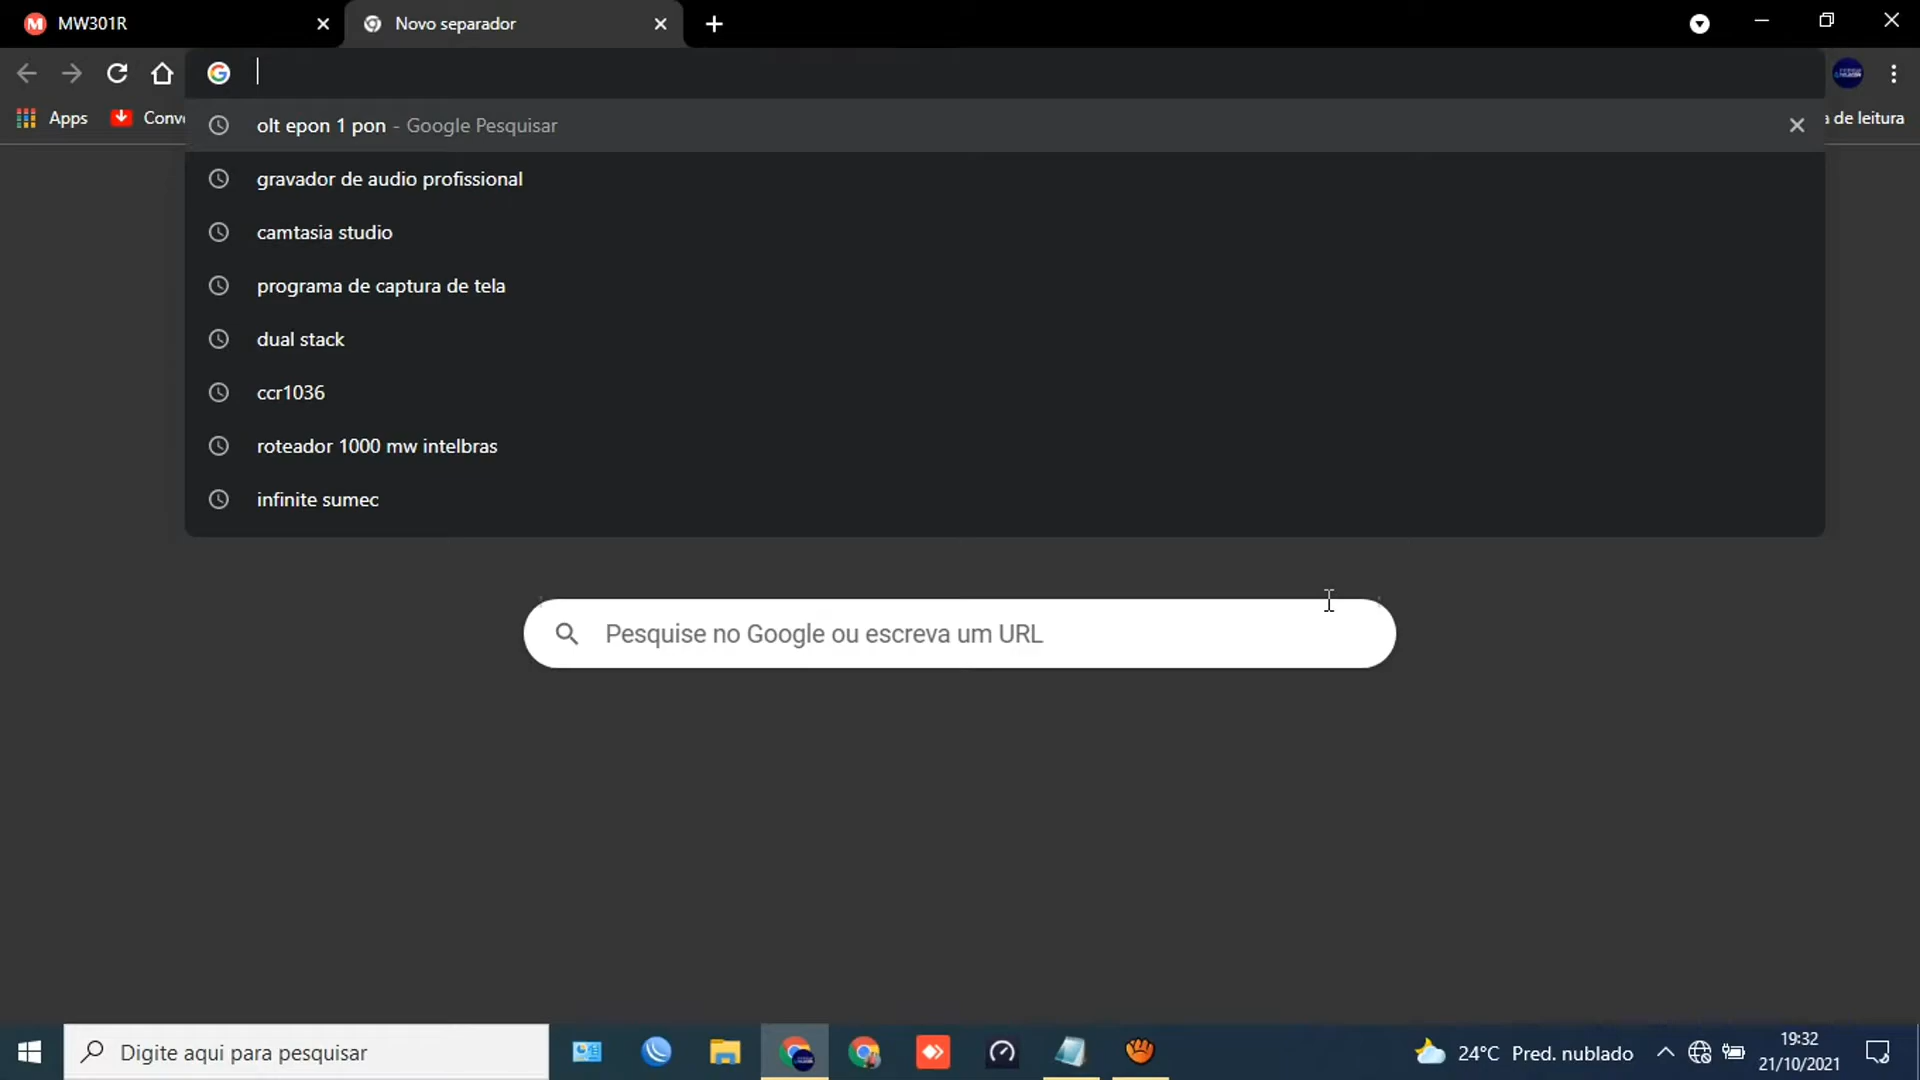 MW301R
Novo separador
Apps
Conv
a de leitura
olt epon 1 pon - Google Pesquisar
gravador de audio profissional
camtasia studio
programa de captura de tela
dual stack
ccr1036
roteador 1000 mw intelbras
infinite sumec
Pesquise no Google ou escreva um URL
Digite aqui para pesquisar
24°C Pred. nublado
19:32
21/10/2021